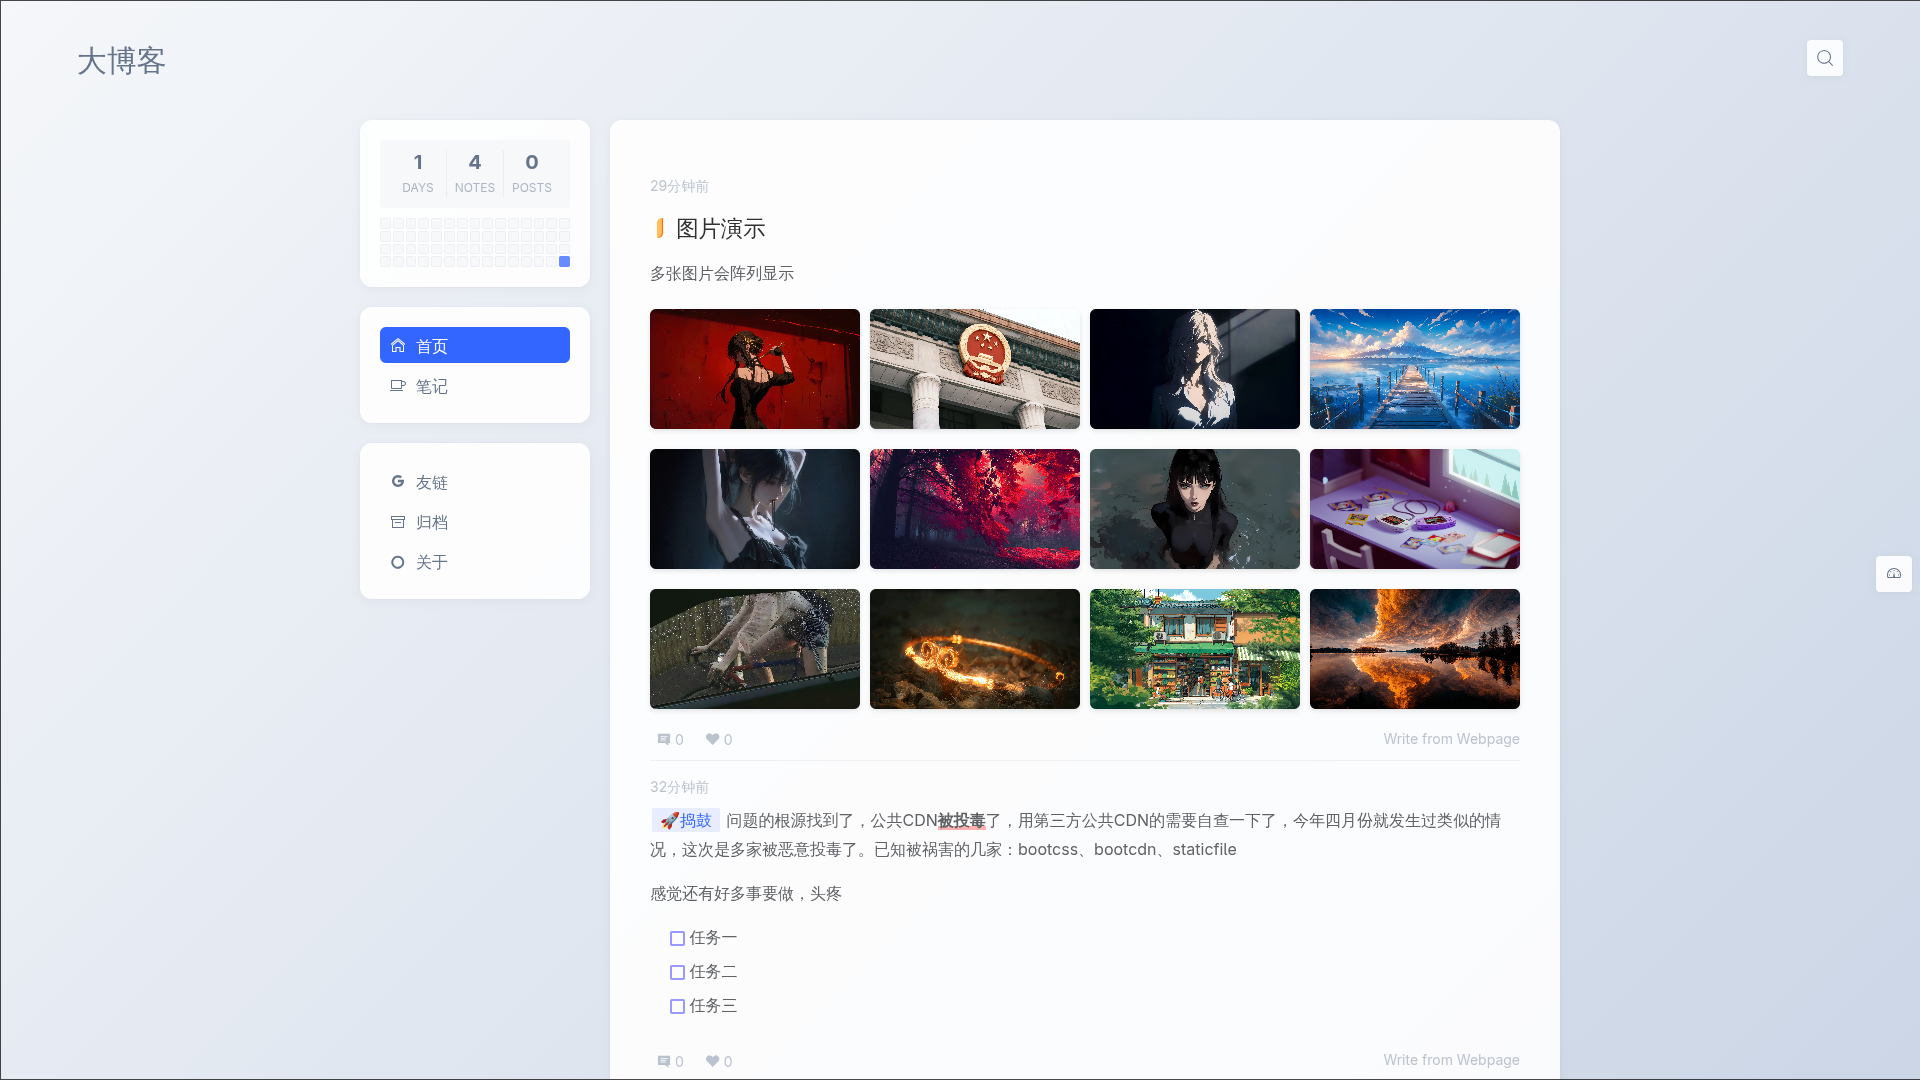 大博客
1
4
0
DAYS
NOTES
POSTS
首页
笔记
友链
归档
关于
29分钟前
图片演示
多张图片会阵列显示
0
0
Write from Webpage
32分钟前
🚀捣鼓 问题的根源找到了，公共CDN被投毒了，用第三方公共CDN的需要自查一下了，今年四月份就发生过类似的情
况，这次是多家被恶意投毒了。已知被祸害的几家：bootcss、bootcdn、staticfile
感觉还有好多事要做，头疼
任务一
任务二
任务三
0
0
Write from Webpage